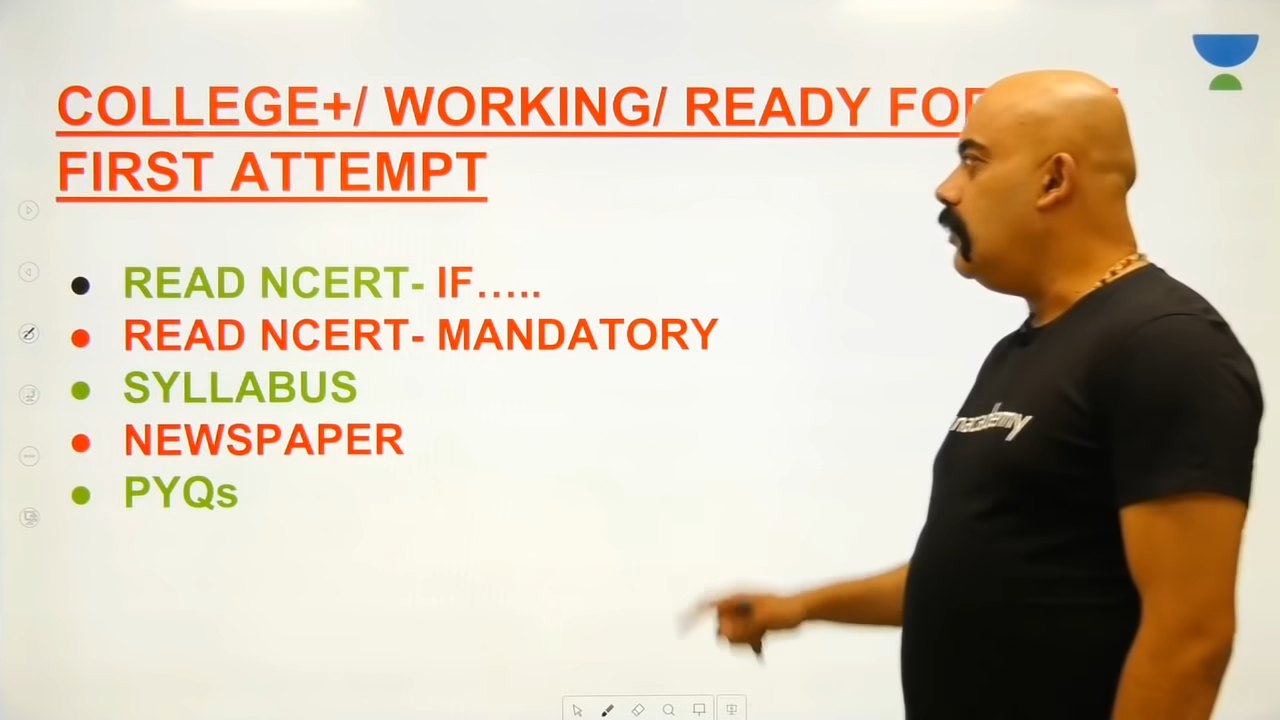 COLLEGE+/ WORKING/ READY FOR
FIRST ATTEMPT
READ NCERT- IF.....
READ NCERT- MANDATORY
SYLLABUS
NEWSPAPER
PYQs